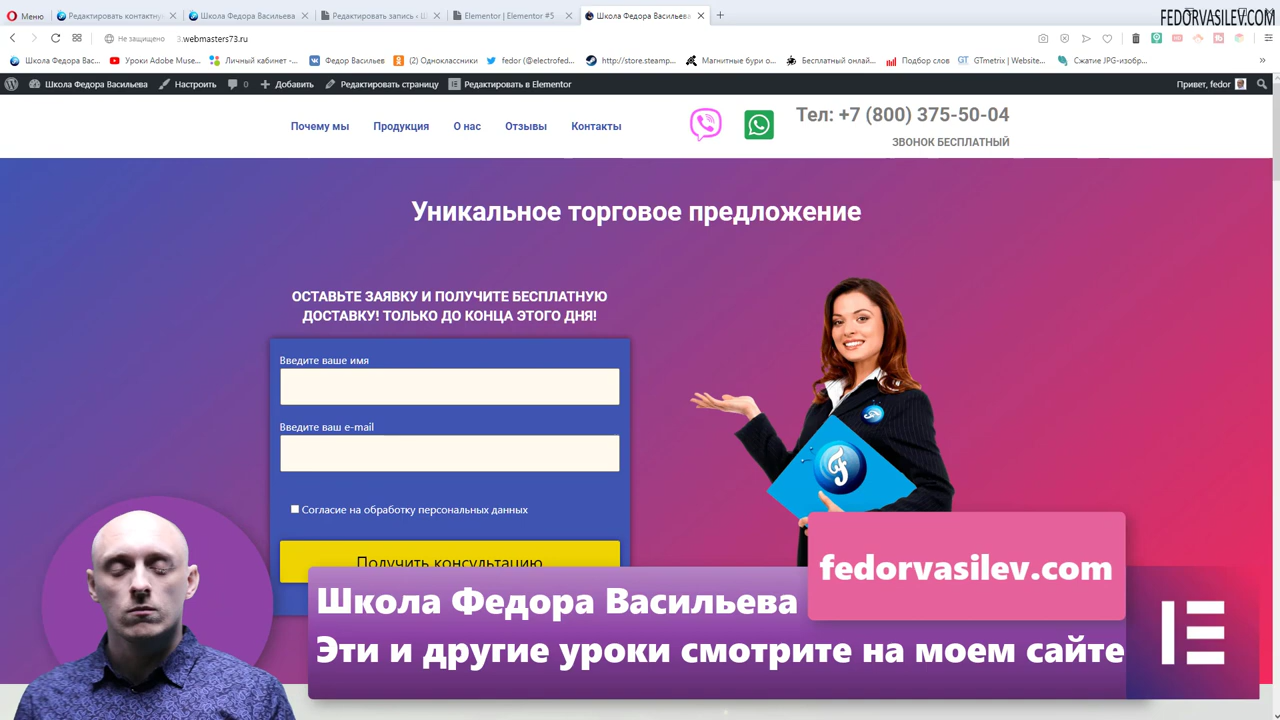 Меню
Редактировать контактну
Школа Федора Васильева
Редактировать запись ‹ Ш
Elementor | Elementor #5
Школа Федора Васильева
FEDORVASILEV.COM
Не защищено
3.webmasters73.ru
Школа Федора Вас...
Уроки Adobe Muse...
Личный кабинет -...
Федор Васильев
(2) Одноклассники
fedor (@electrofed...
http://store.steamp...
Магнитные бури о...
Бесплатный онлай...
Подбор слов
GTmetrix | Website...
Сжатие JPG-изобр...
Школа Федора Васильева
Настроить
0
Добавить
Редактировать страницу
Редактировать в Elementor
Привет, fedor
Почему мы
Продукция
О нас
Отзывы
Контакты
Тел: +7 (800) 375-50-04
ЗВОНОК БЕСПЛАТНЫЙ
Уникальное торговое предложение
ОСТАВЬТЕ ЗАЯВКУ И ПОЛУЧИТЕ БЕСПЛАТНУЮ
ДОСТАВКУ! ТОЛЬКО ДО КОНЦА ЭТОГО ДНЯ!
Введите ваше имя
Введите ваш e-mail
Согласие на обработку персональных данных
Получить консультацию
fedorvasilev.com
Школа Федора Васильева
Эти и другие уроки смотрите на моем сайте